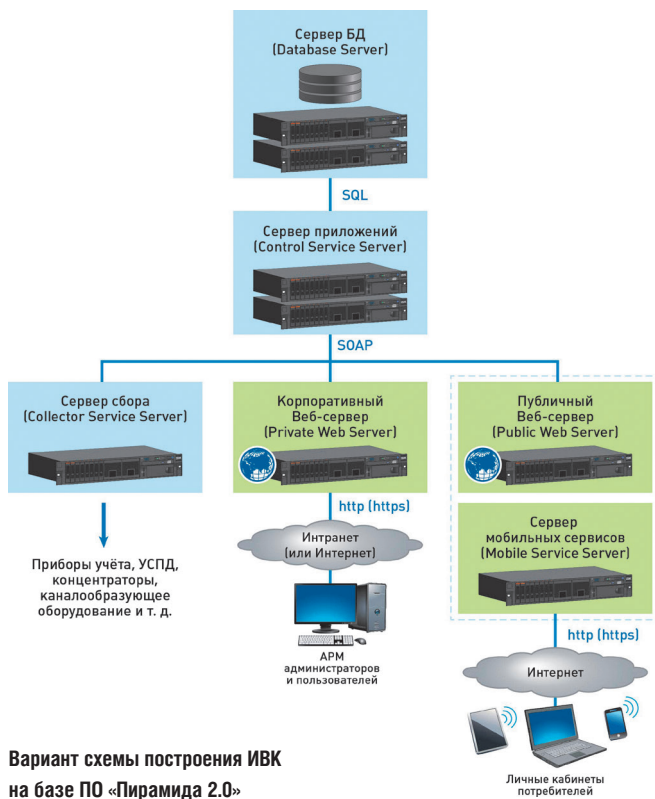 Сервер БД
(Database Server)
SQL
Сервер приложений
(Control Service Server)
SOAP
Сервер сбора
(Collector Service Server)
Корпоративный
Веб-сервер
(Private Web Server)
Публичный
Веб-сервер
(Public Web Server)
http (https)
Интранет
(или Интернет)
Сервер
мобильных сервисов
(Mobile Service Server)
Приборы учёта, УСПД,
концентраторы,
каналообразующее
оборудование и т. д.
http (https)
АРМ
администраторов
и пользователей
Интернет
Личные кабинеты
потребителей
Вариант схемы построения ИВК
на базе ПО «Пирамида 2.0»